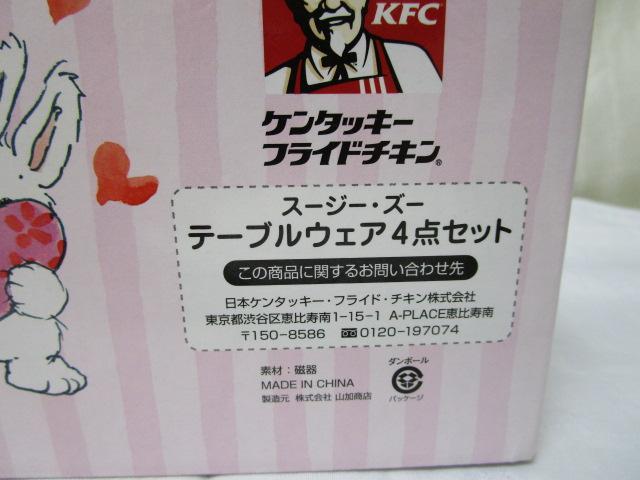 KFC
ケンタッキー
フライドチキン®
スージー・ズー
テーブルウェア4点セット
この商品に関するお問い合わせ先
日本ケンタッキー・フライド・チキン株式会社
東京都渋谷区恵比寿南1-15-1 A-PLACE恵比寿南
〒150-8586 0120-197074
素材：磁器
MADE IN CHINA
製造元 株式会社 山加商店
ダンボール
パッケージ